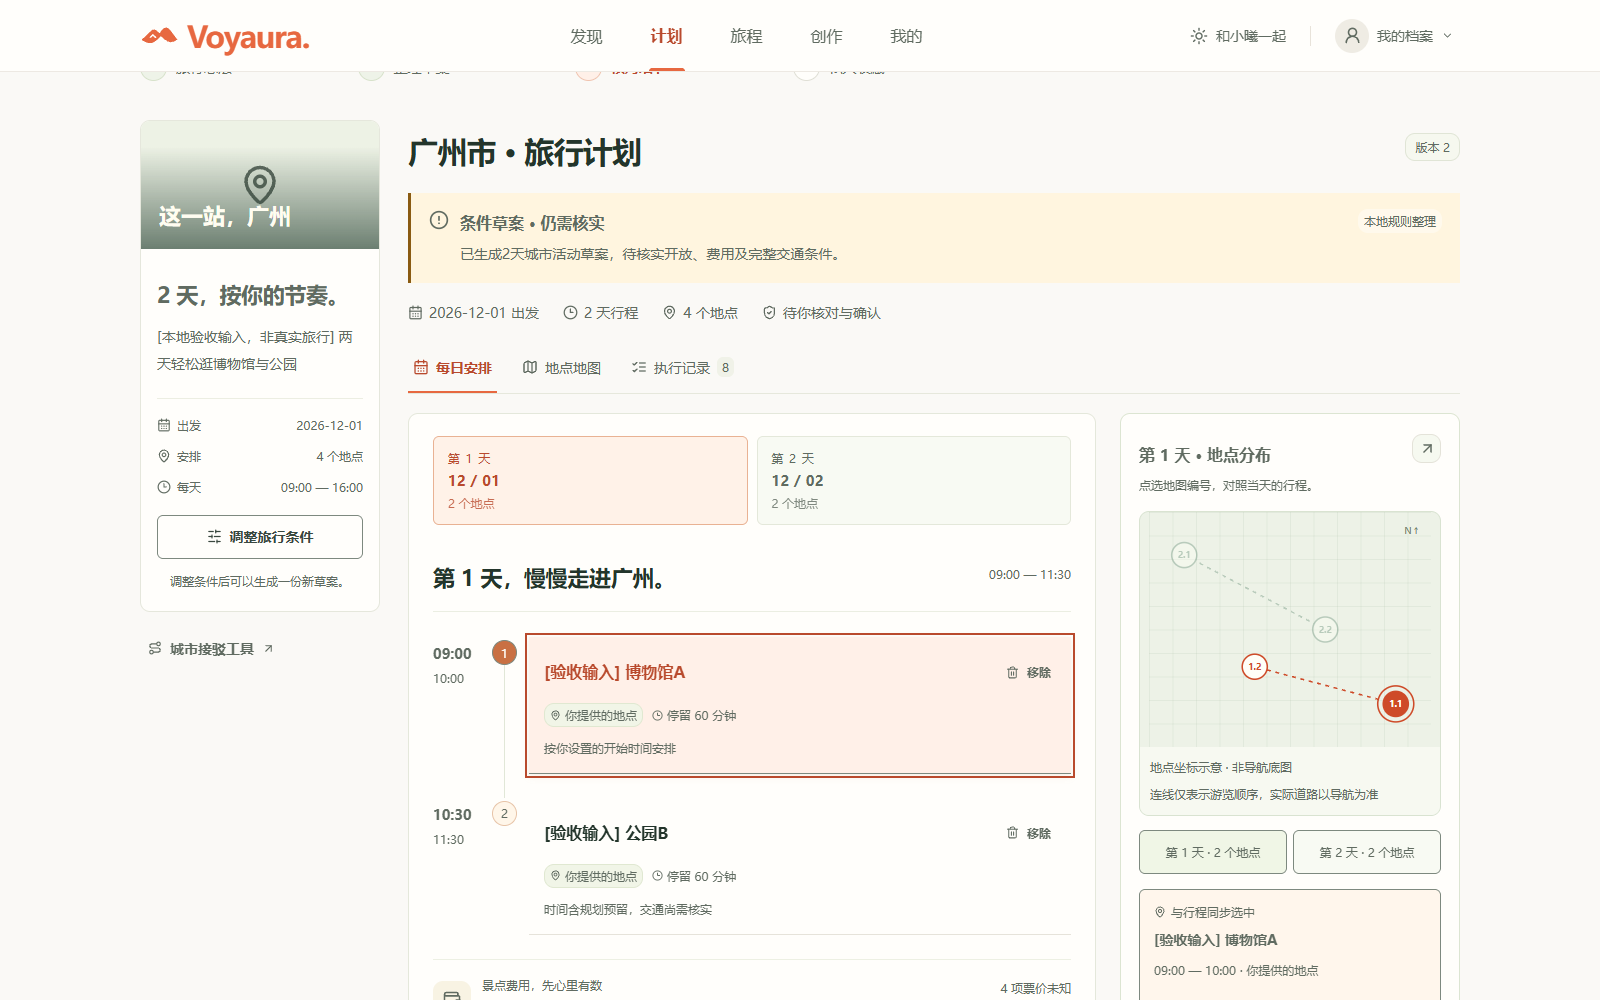 Voyaura.
发现
计划
旅程
创作
我的
和小曦一起
我的档案
这一站，广州
2 天，按你的节奏。
[本地验收输入，非真实旅行] 两
天轻松逛博物馆与公园
出发
2026-12-01
安排
4 个地点
每天
09:00 — 16:00
调整旅行条件
调整条件后可以生成一份新草案。
城市接驳工具
广州市 • 旅行计划
版本 2
条件草案 • 仍需核实
本地规则整理
已生成2天城市活动草案，待核实开放、费用及完整交通条件。
2026-12-01 出发
2 天行程
4 个地点
待你核对与确认
每日安排
地点地图
执行记录
8
第 1 天
12 / 01
2 个地点
第 2 天
12 / 02
2 个地点
第 1 天，慢慢走进广州。
09:00 — 11:30
09:00
10:00
1
[验收输入] 博物馆A
移除
你提供的地点
停留 60 分钟
按你设置的开始时间安排
10:30
11:30
2
[验收输入] 公园B
移除
你提供的地点
停留 60 分钟
时间含规划预留，交通尚需核实
景点费用，先心里有数
4 项票价未知
第 1 天 • 地点分布
点选地图编号，对照当天的行程。
N↑
2.1
2.2
1.2
1.1
地点坐标示意 · 非导航底图
连线仅表示游览顺序，实际道路以导航为准
第 1 天 · 2 个地点
第 2 天 · 2 个地点
与行程同步选中
[验收输入] 博物馆A
09:00 — 10:00 · 你提供的地点